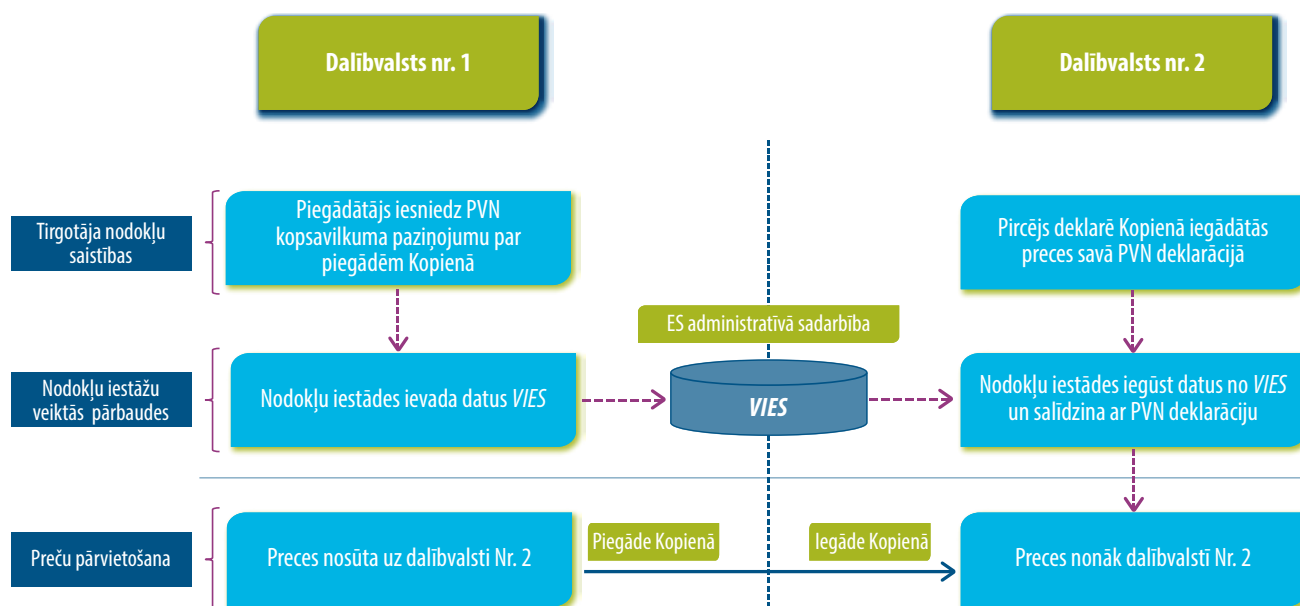 Dalībvalsts nr. 1
Dalībvalsts nr. 2
Tirgotāja nodokļu
saistības
Piegādātājs iesniedz PVN
kopsavilkuma paziņojumu par
piegādēm Kopienā
Pircējs deklarē Kopienā iegādātās
preces savā PVN deklarācijā
ES administratīvā sadarbība
Nodokļu iestāžu
veiktās pārbaudes
Nodokļu iestādes ievada datus VIES
VIES
Nodokļu iestādes iegūst datus no VIES
un salīdzina ar PVN deklarāciju
Preču pārvietošana
Preces nosūta uz dalībvalsti Nr. 2
Piegāde Kopienā
Iegāde Kopienā
Preces nonāk dalībvalstī Nr. 2